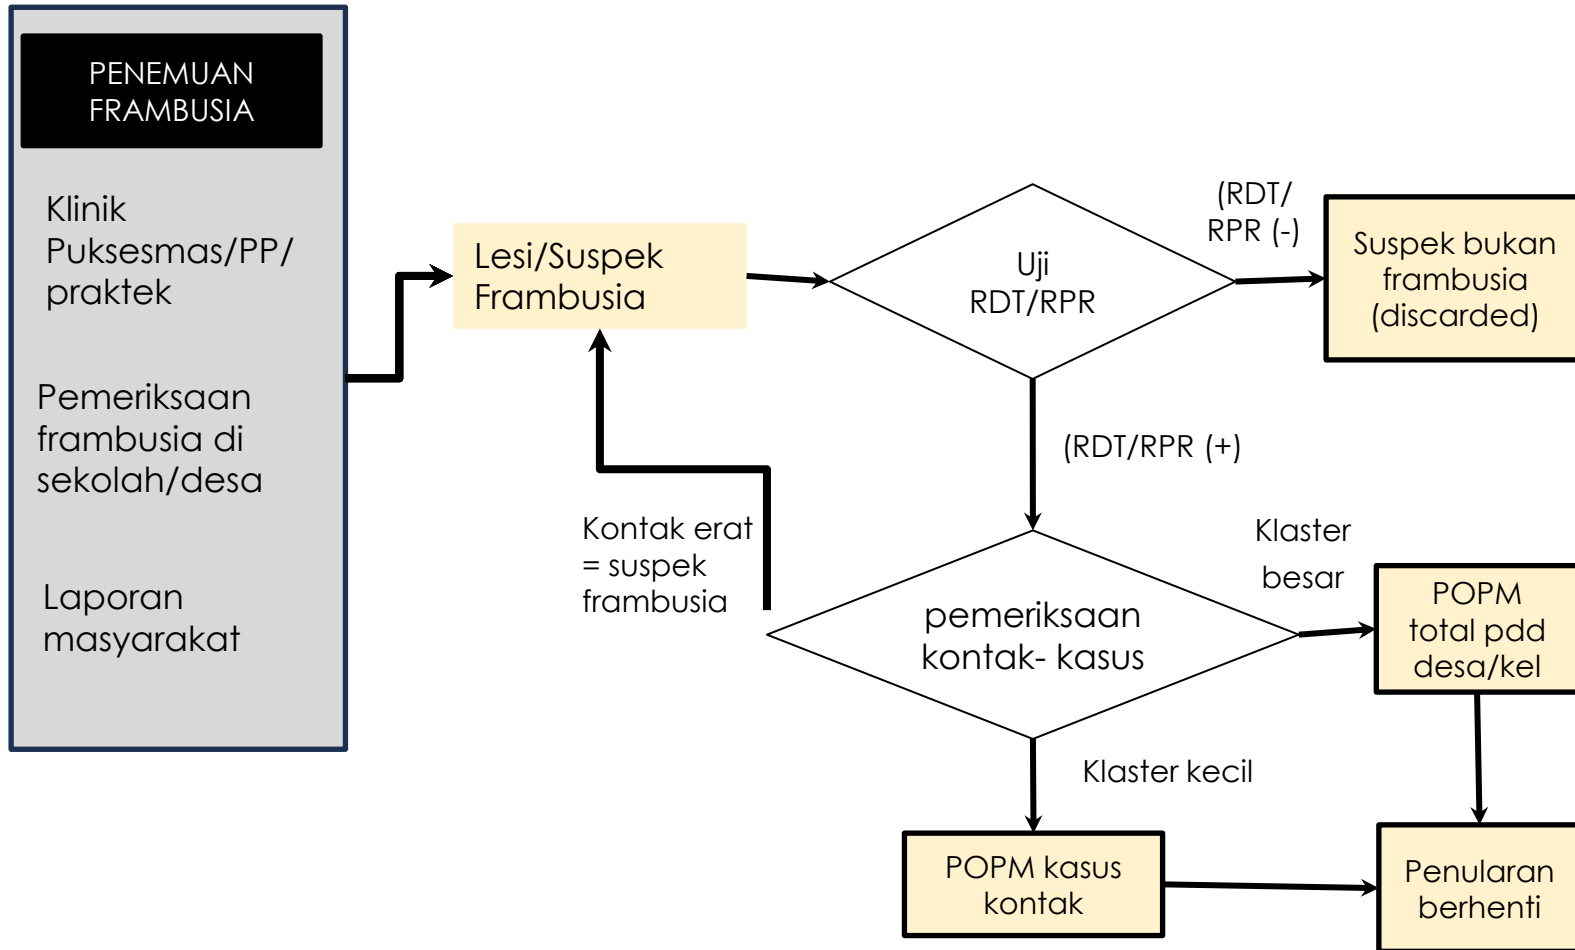 PENEMUAN
FRAMBUSIA
Klinik
Puksesmas/PP/
praktek
Pemeriksaan
frambusia di
sekolah/desa
Laporan
masyarakat
Lesi/Suspek
Frambusia
Uji
RDT/RPR
(RDT/
RPR (-)
Suspek bukan
frambusia
(discarded)
(RDT/RPR (+)
Kontak erat
= suspek
frambusia
pemeriksaan
kontak- kasus
Klaster
besar
POPM
total pdd
desa/kel
Klaster kecil
POPM kasus
kontak
Penularan
berhenti